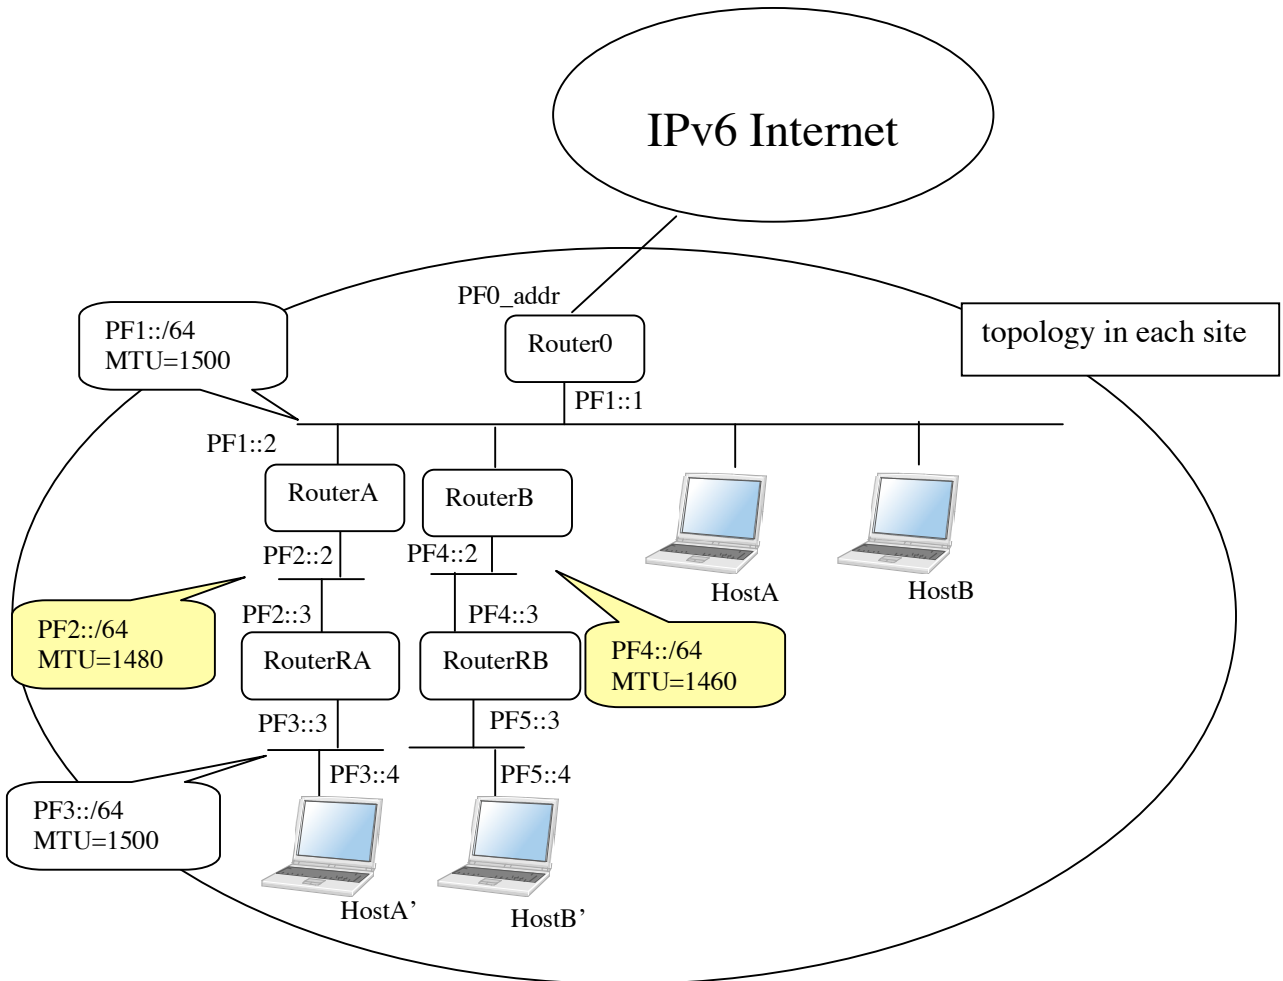 IPv6 Internet
PF0_addr
Router0
topology in each site
PF1::/64
MTU=1500
PF1::1
PF1::2
RouterA
RouterB
HostA
HostB
PF2::2
PF4::2
PF2::/64
MTU=1480
PF2::3
PF4::3
PF4::/64
MTU=1460
RouterRA
RouterRB
PF3::3
PF5::3
PF3::4
PF5::4
PF3::/64
MTU=1500
HostA’
HostB’